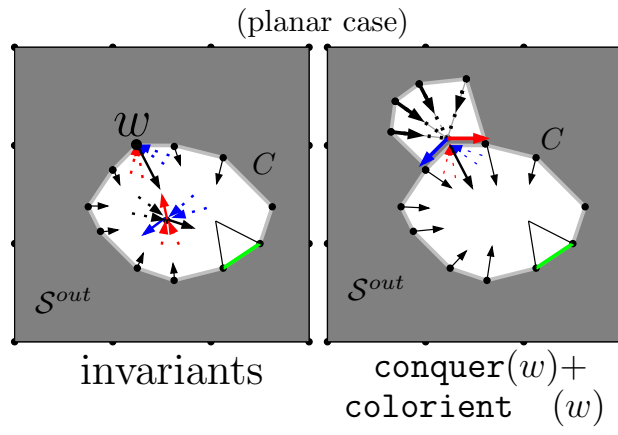 (planar case)
w
C
S^out
invariants
C
S^out
conquer(w)+
colorient (w)